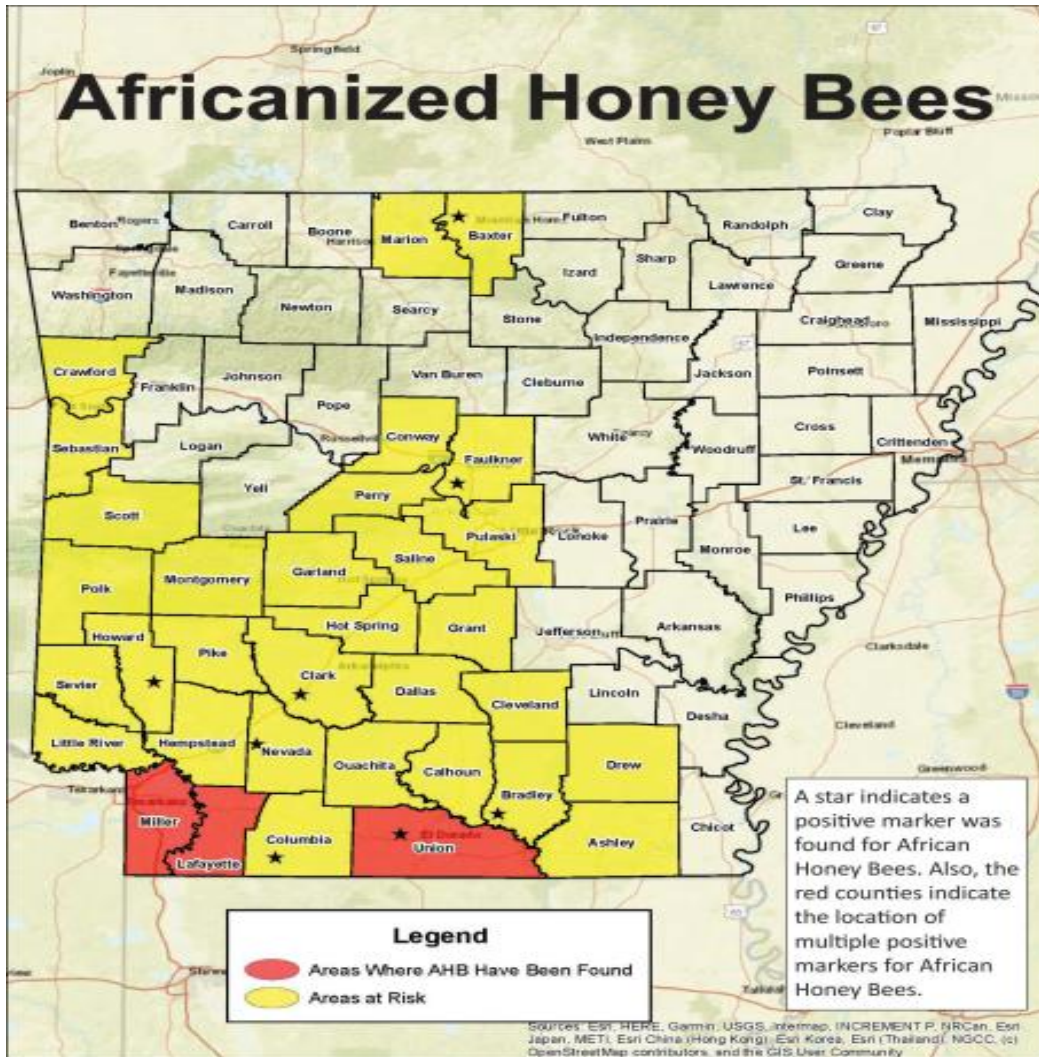 Springfield
Joplin
Africanized Honey Bees
West Plains
Poplar Bluff
Benton
Rogers
Carroll
Boone
Marion
Baxter
Fulton
Randolph
Clay
Fayetteville
Washington
Madison
Newton
Searcy
Stone
Izard
Sharp
Lawrence
Greene
Independence
Craighead
Mississippi
Crawford
Franklin
Johnson
Pope
Van Buren
Cleburne
Jackson
Poinsett
Sebastian
Logan
Conway
Faulkner
White
Woodruff
Cross
Crittenden
Memphis
Yell
Perry
St. Francis
Scott
Pulaski
Lonoke
Prairie
Lee
Monroe
Polk
Montgomery
Garland
Saline
Phillips
Howard
Pike
Hot Spring
Grant
Jefferson
Arkansas
Clarksdale
Sevier
Clark
Dallas
Cleveland
Lincoln
Desha
Cleveland
Little River
Hempstead
Nevada
Ouachita
Calhoun
Drew
Greenwood
Texarkana
Miller
Lafayette
Columbia
El Dorado
Union
Bradley
Ashley
Chicot
A star indicates a
positive marker was
found for African
Honey Bees. Also, the
red counties indicate
the location of
multiple positive
markers for African
Honey Bees.
Legend
Areas Where AHB Have Been Found
Areas at Risk
Sources: Esri, HERE, Garmin, USGS, Intermap, INCREMENT P, NRCan, Esri
Japan, METI, Esri China (Hong Kong), Esri Korea, Esri (Thailand), NGCC, (c)
OpenStreetMap contributors, and the GIS User Community